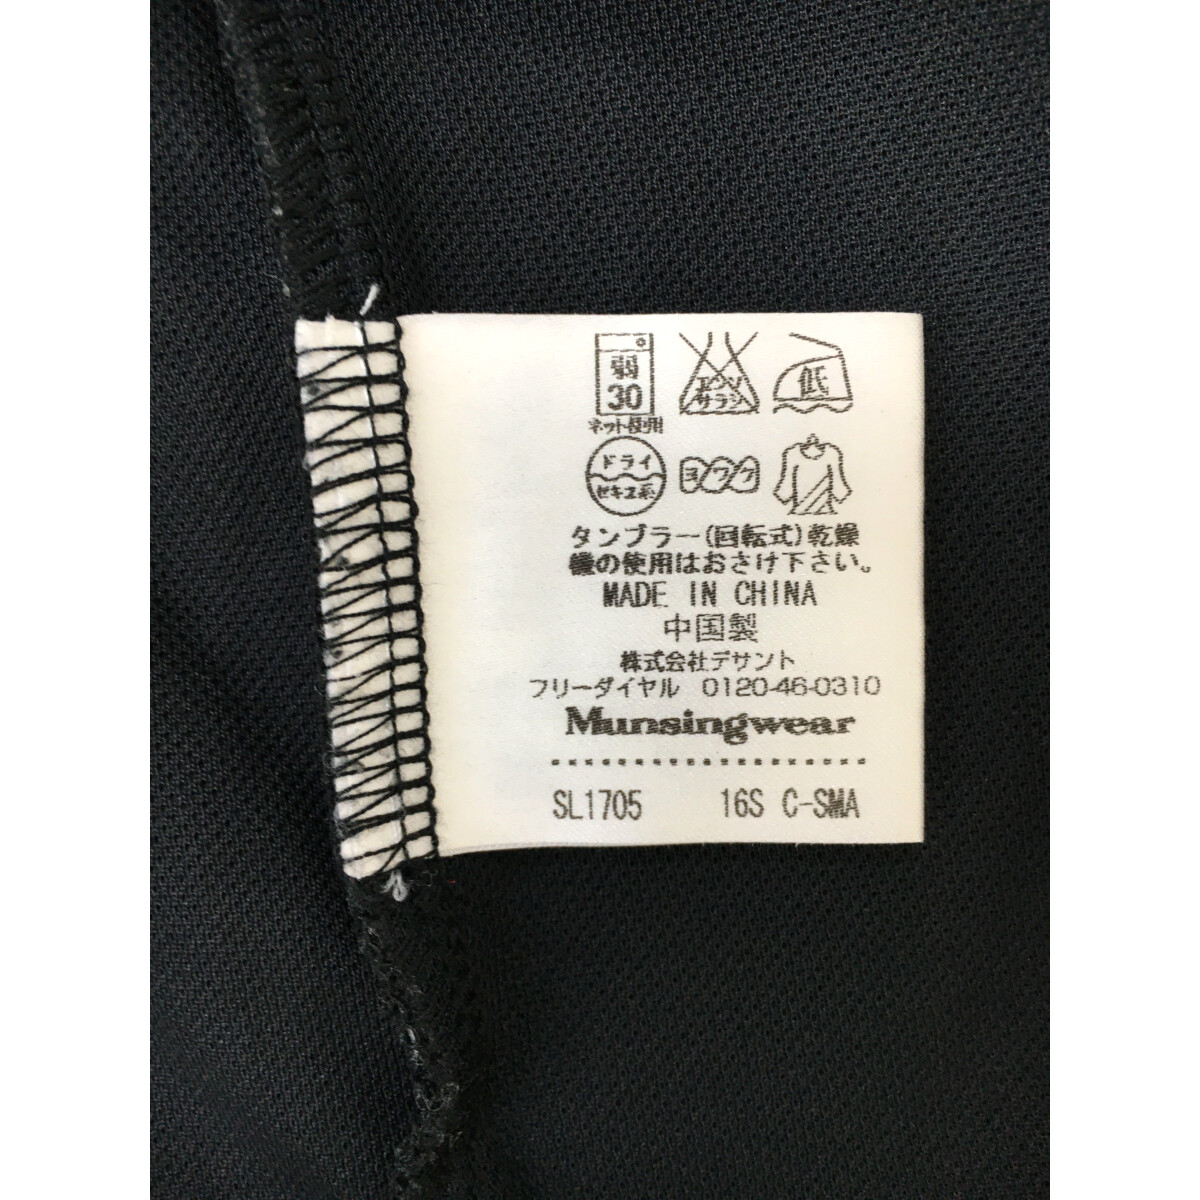 弱
30
ネット使用
エンソ
サラシ
低
ドライ
セキユ系
ヨワク
タンブラー(回転式)乾燥
機の使用はおさけ下さい。
MADE IN CHINA
中国製
株式会社デサント
フリーダイヤル 0120-46-0310
Munsingwear
SL1705 16S C-SMA